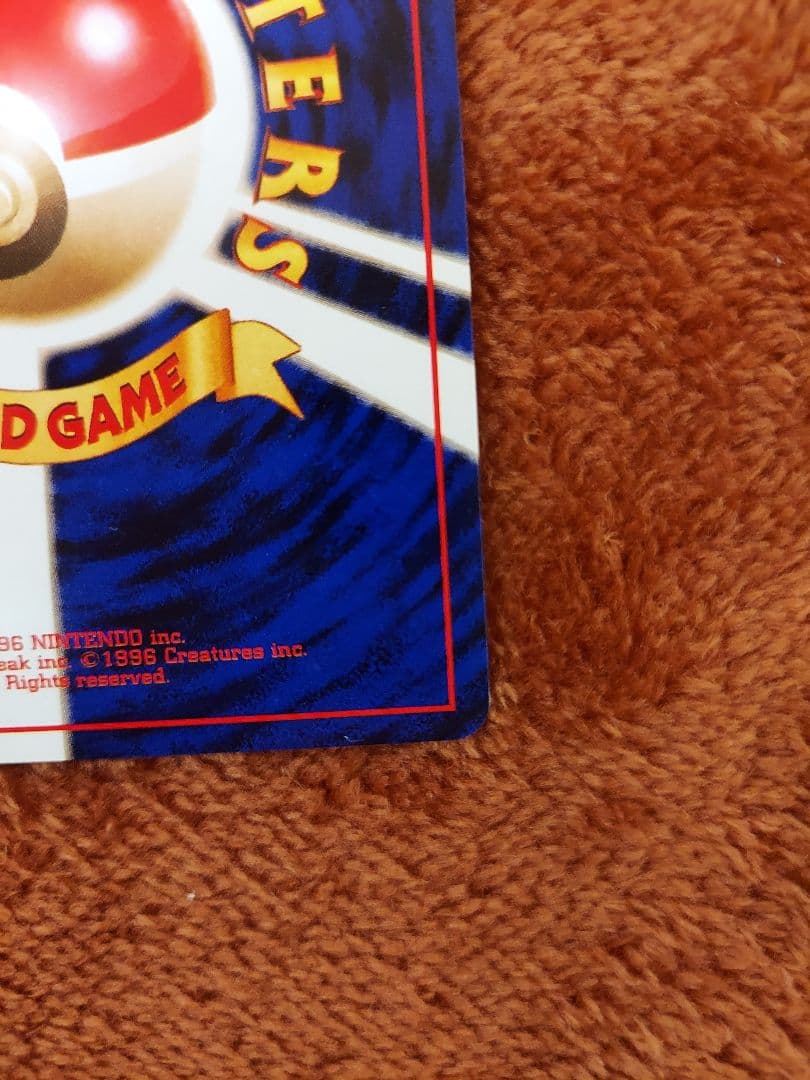 TERS
D GAME
96 NINTENDO inc.
eak inc. ©1996 Creatures inc.
Rights reserved.